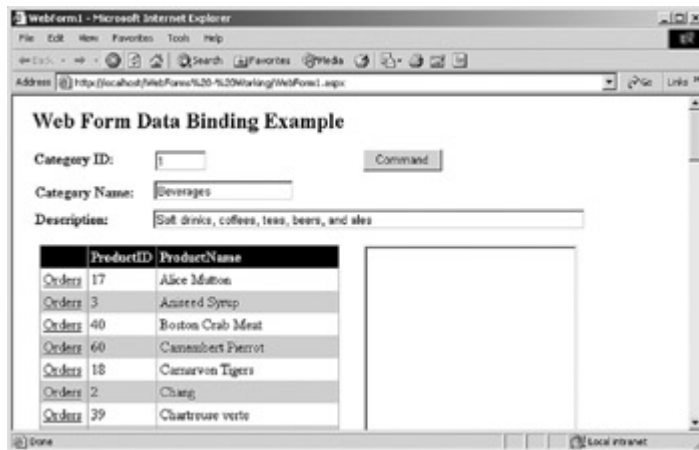 WebForm1 - Microsoft Internet Explorer
File Edit View Favorites Tools Help
Back Search Favorites Media
Address http://localhost/WebForms%20-%20Working/WebForm1.aspx Go Links
Web Form Data Binding Example
Category ID: 1 Command
Category Name: Beverages
Description: Soft drinks, coffees, teas, beers, and ales
ProductID ProductName
Orders 17 Alice Mutton
Orders 3 Aniseed Syrup
Orders 40 Boston Crab Meat
Orders 60 Camembert Pierrot
Orders 18 Carnarvon Tigers
Orders 2 Chang
Orders 39 Chartreuse verte
Done Local intranet